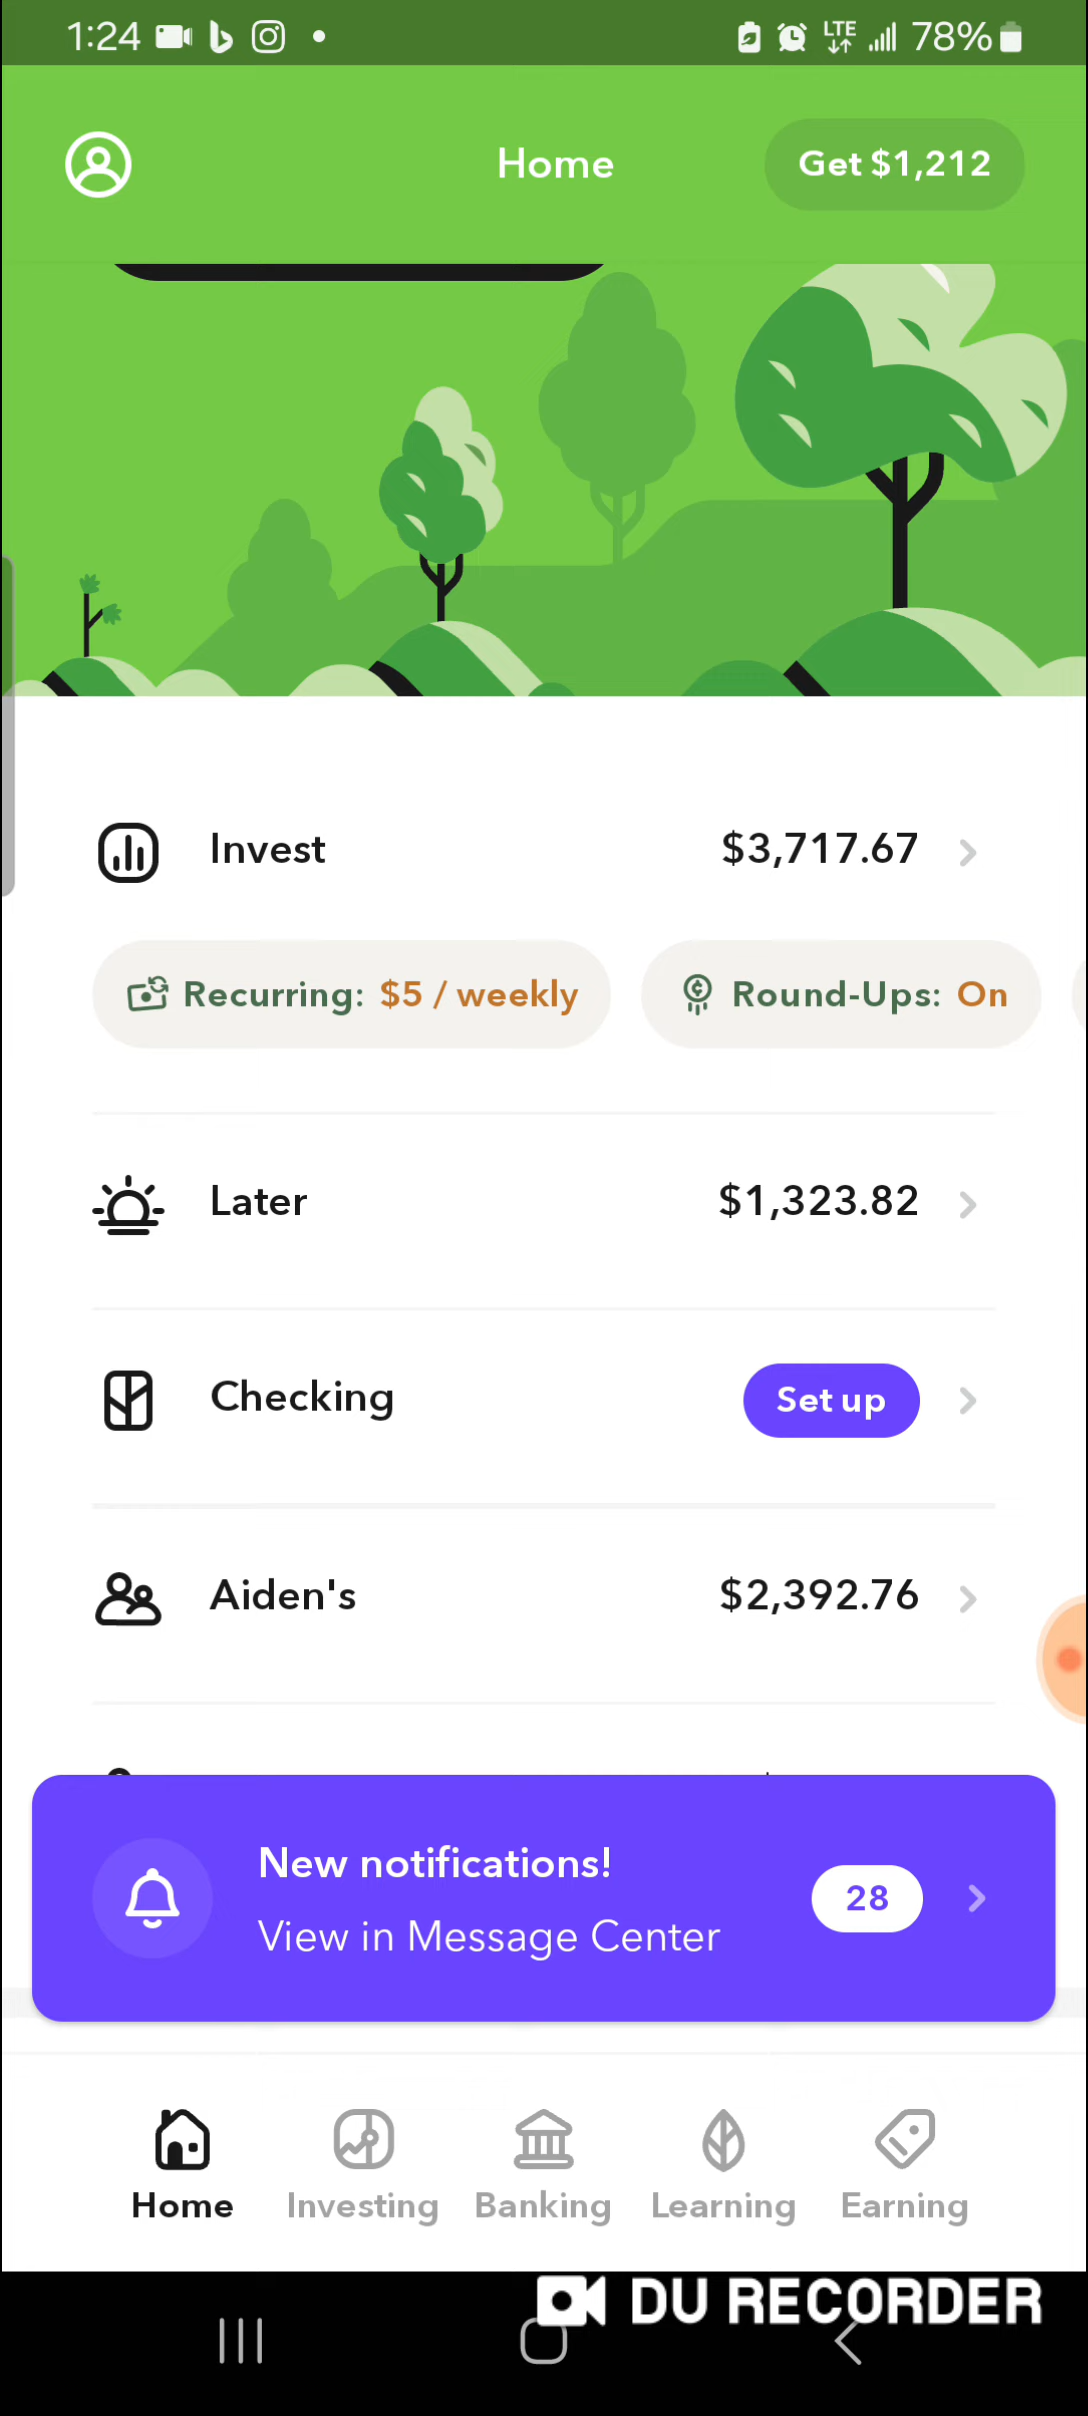 1:24
LTE 78%
Home
Get $1,212
Invest
$3,717.67
Recurring: $5 / weekly
Round-Ups: On
Later
$1,323.82
Checking
Set up
Aiden's
$2,392.76
New notifications!
View in Message Center
28
Home
Investing
Banking
Learning
Earning
DU RECORDER